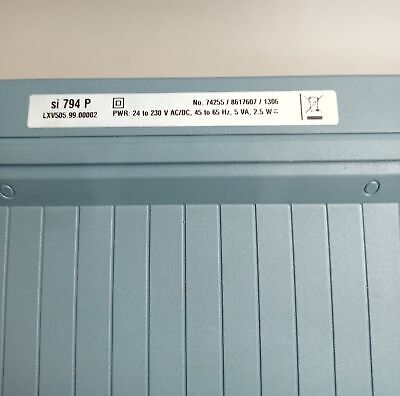 si 794 P No. 74255 / 8617607 / 1306
LXV505.99.00002 PWR: 24 to 230 V AC/DC, 45 to 65 Hz, 5 VA, 2.5 W